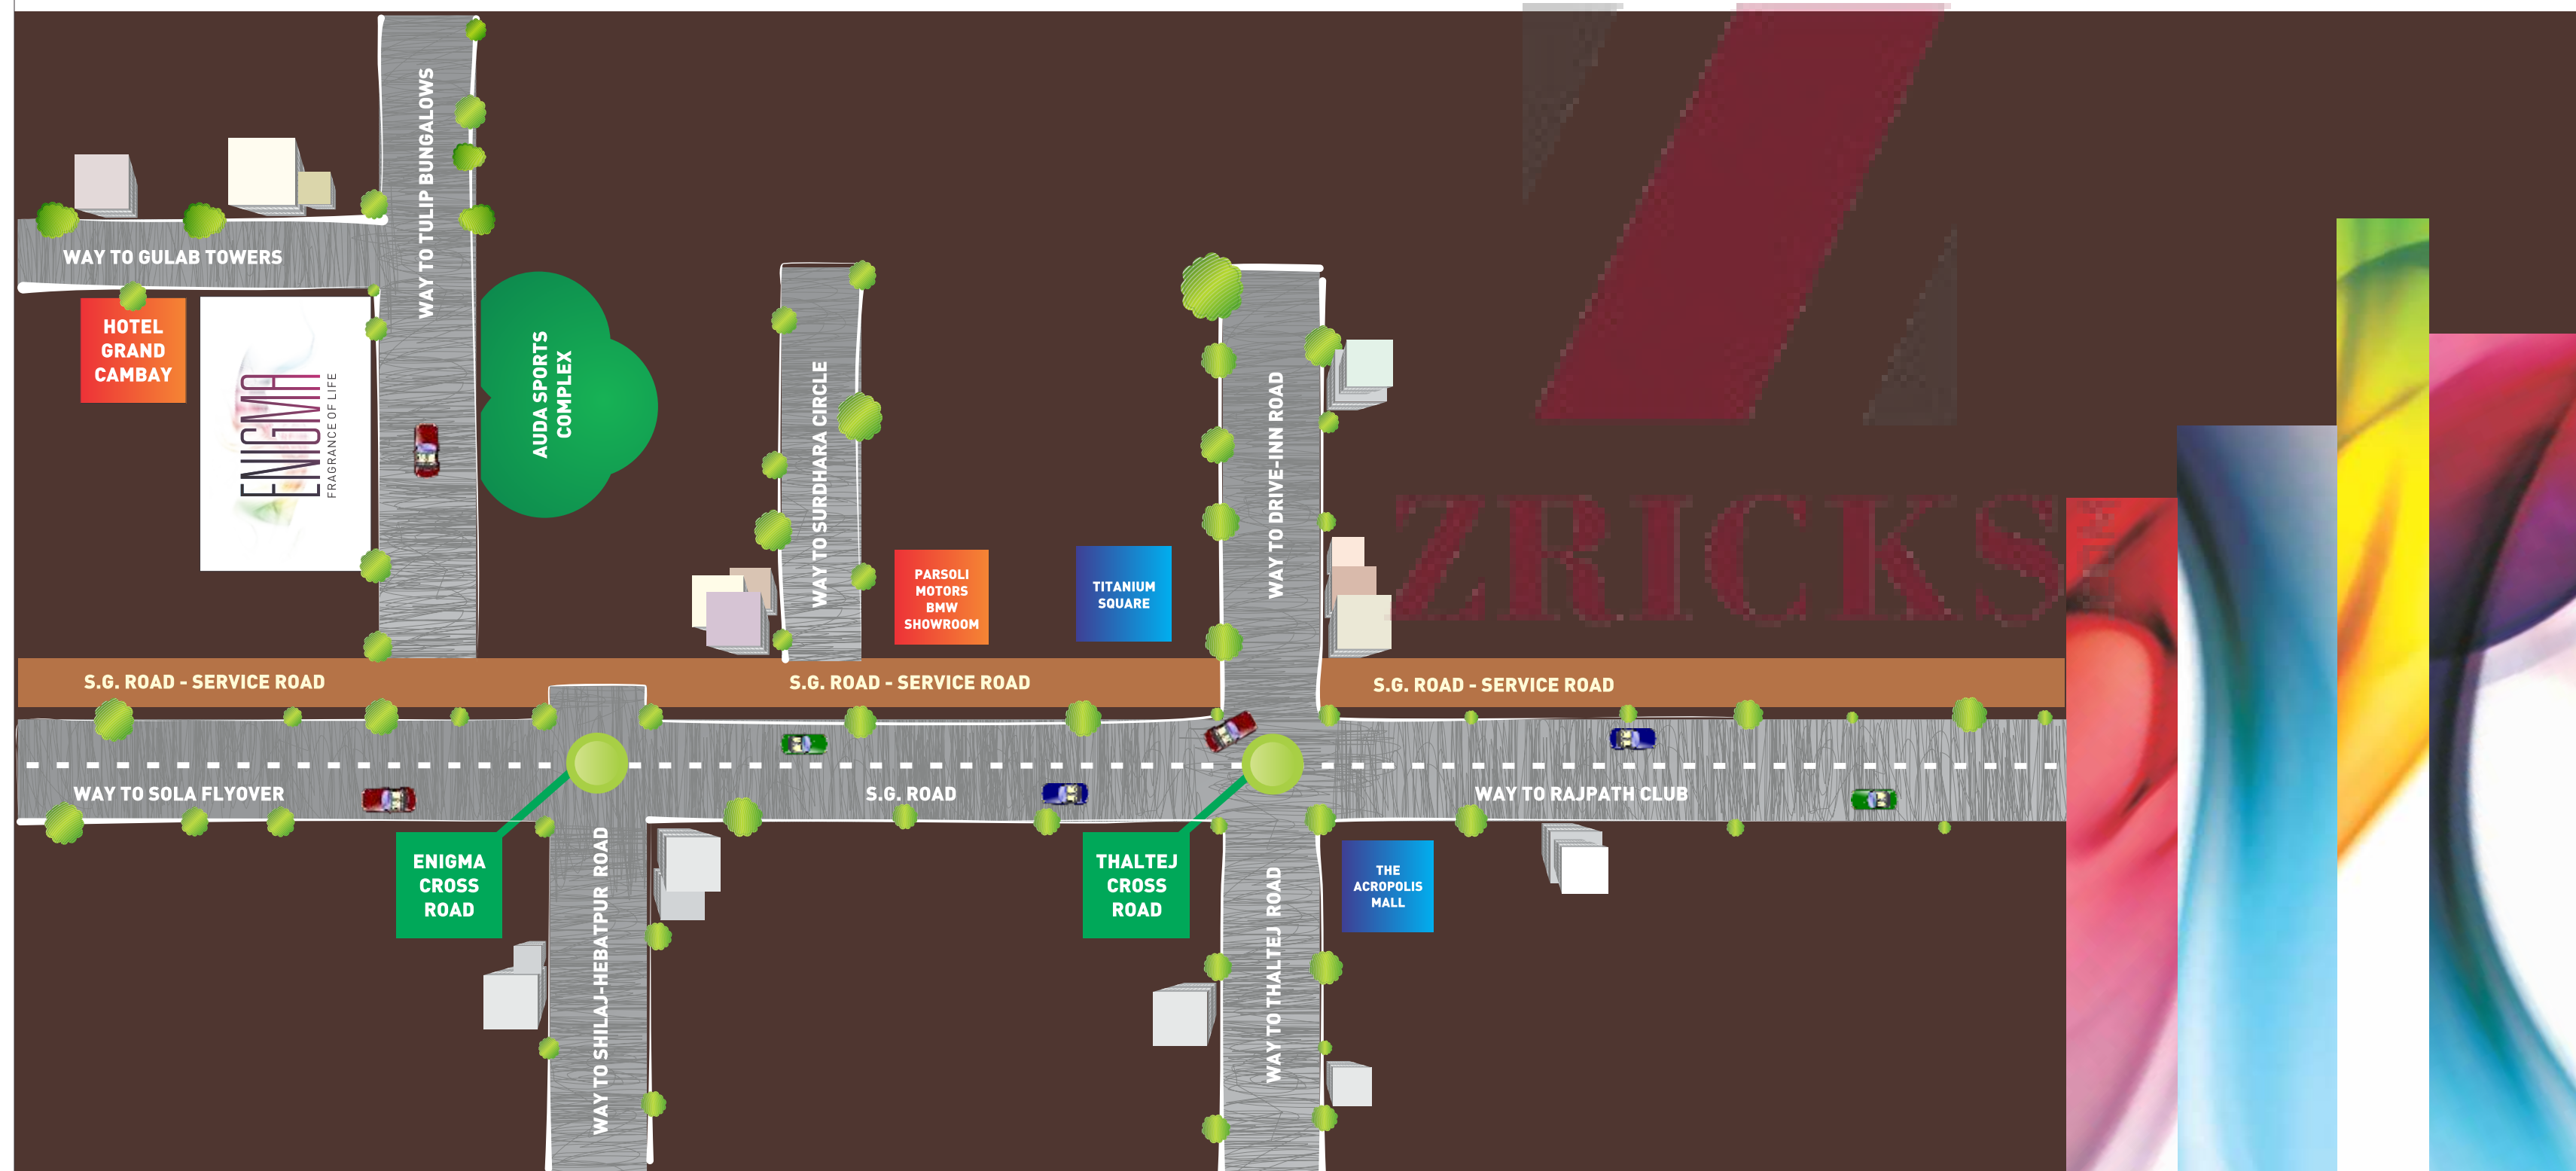 WAY TO TULIP BUNGALOWS
WAY TO GULAB TOWERS
HOTEL
GRAND
CAMBAY
ENIGMA
FRAGRANCE OF LIFE
AUDA SPORTS
COMPLEX
WAY TO SURDHARA CIRCLE
PARSOLI
MOTORS
BMW
SHOWROOM
TITANIUM
SQUARE
WAY TO DRIVE-INN ROAD
ZRICKS
S.G. ROAD - SERVICE ROAD
S.G. ROAD - SERVICE ROAD
S.G. ROAD - SERVICE ROAD
WAY TO SOLA FLYOVER
S.G. ROAD
WAY TO RAJPATH CLUB
ENIGMA
CROSS
ROAD
WAY TO SHILAJ-HEBATPUR ROAD
THALTEJ
CROSS
ROAD
WAY TO THALTEJ ROAD
THE
ACROPOLIS
MALL